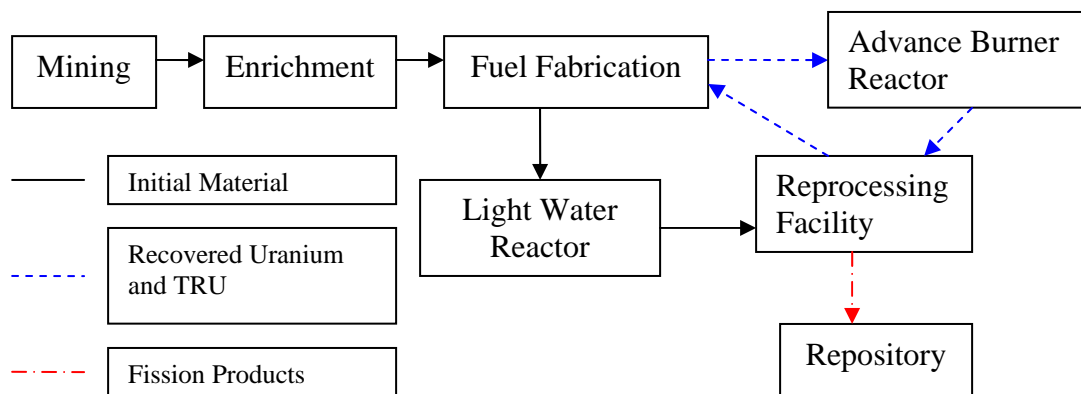 Mining
Enrichment
Fuel Fabrication
Advance Burner
Reactor
Initial Material
Light Water
Reactor
Reprocessing
Facility
Recovered Uranium
and TRU
Repository
Fission Products